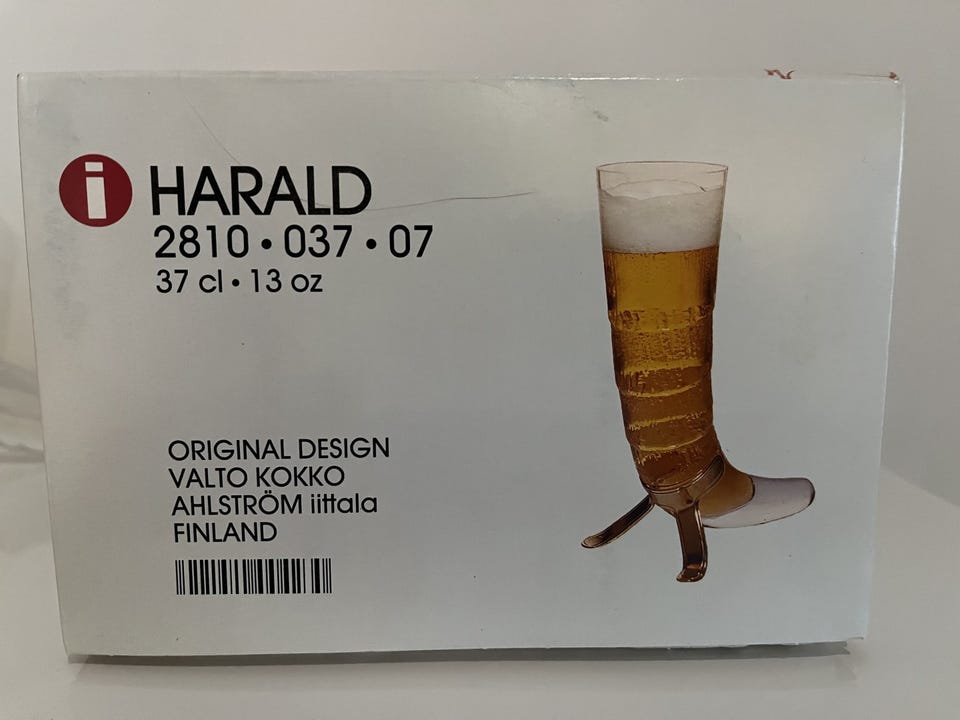 i HARALD
2810 • 037 • 07
37 cl • 13 oz
ORIGINAL DESIGN
VALTO KOKKO
AHLSTRÖM iittala
FINLAND